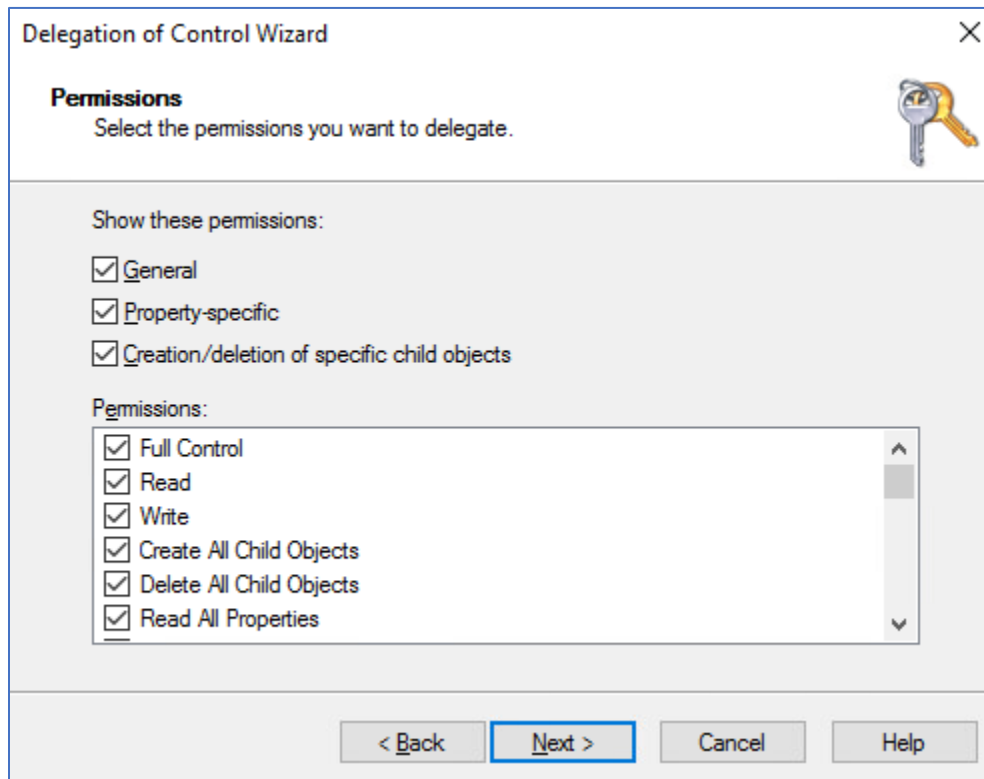 Delegation of Control Wizard
Permissions
Select the permissions you want to delegate.
Show these permissions:
General
Property-specific
Creation/deletion of specific child objects
Permissions:
Full Control
Read
Write
Create All Child Objects
Delete All Child Objects
Read All Properties
< Back Next > Cancel Help